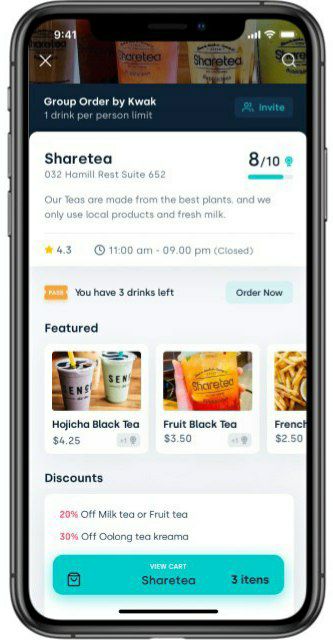 9:41
Sharetea
Sharetea
Group Order by Kwak
1 drink per person limit
Invite
Sharetea
8/10
032 Hamill Rest Suite 652
Our Teas are made from the best plants, and we
only use local products and fresh milk.
4.3
11:00 am - 09.00 pm (Closed)
PASS
You have 3 drinks left
Order Now
Featured
SENS
SEN
Sharetea
Hojicha Black Tea
Fruit Black Tea
French
$4.25
+1
$3.50
+1
$2.50
Discounts
20% Off Milk tea or Fruit tea
30% Off Oolong tea kreama
VIEW CART
Sharetea
3 itens